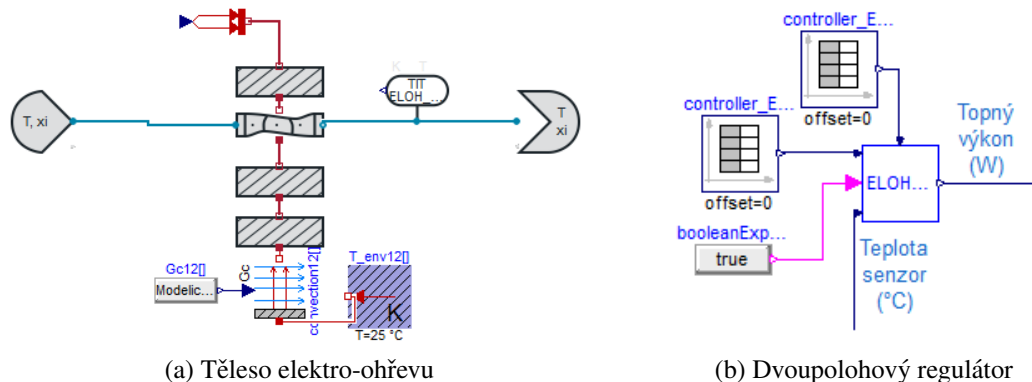 K T
TIT
ELOH_...
T, xi
T
xi
Gc12[]
Modelic...
Gc
convection12[]
T_env12[]
K
T=25 °C
(a) Těleso elektro-ohřevu
controller_E...
offset=0
controller_E...
offset=0
booleanExp...
true
ELOH...
Topný
výkon
(W)
Teplota
senzor
(°C)
(b) Dvoupolohový regulátor